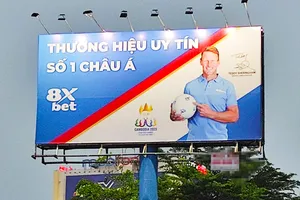 THƯƠNG HIỆU UY TÍN
SỐ 1 CHÂU Á
8X
bet
CAMBODIA 2023